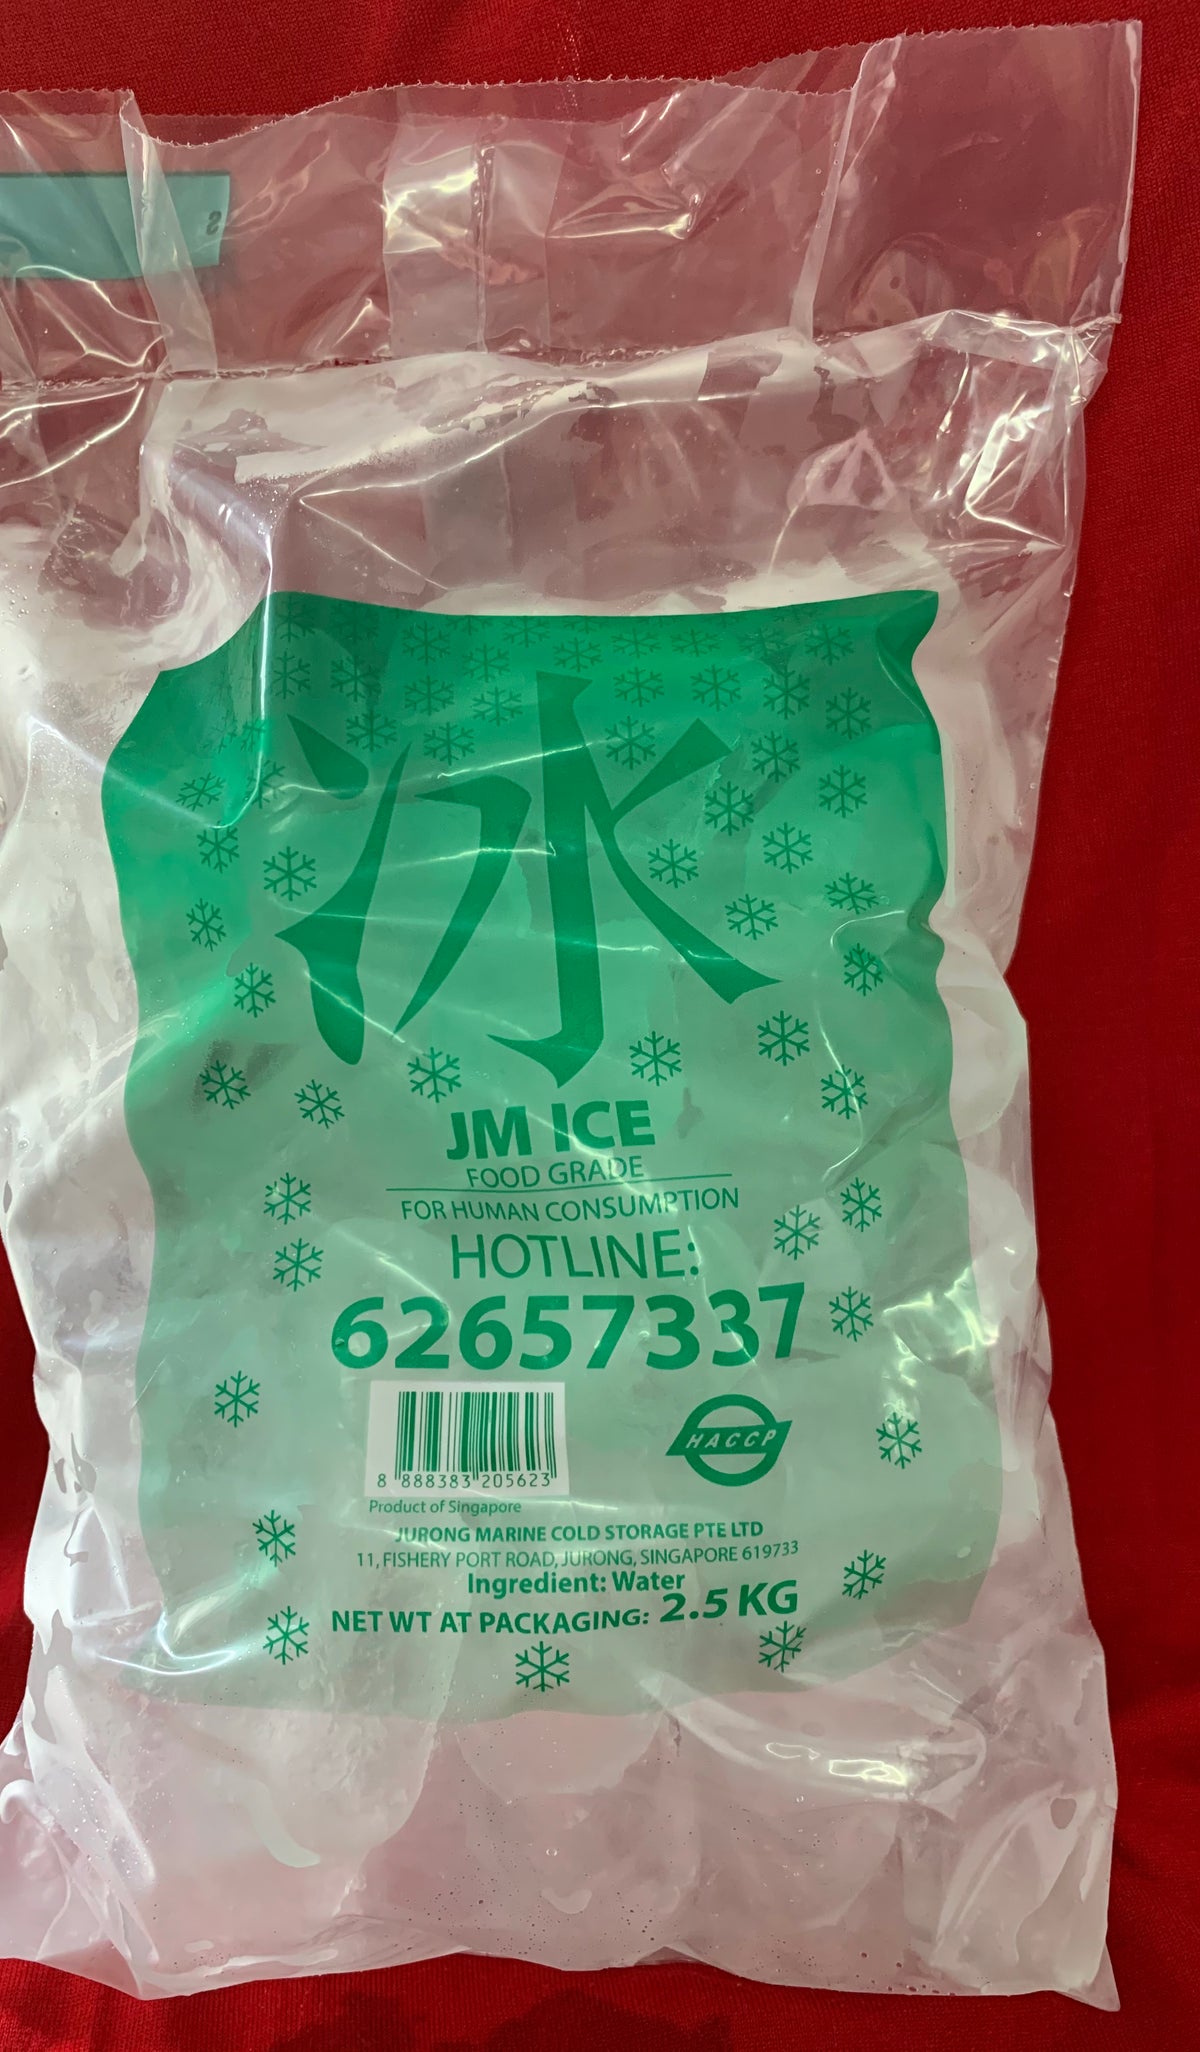 S
冰
JM ICE
FOOD GRADE
FOR HUMAN CONSUMPTION
HOTLINE:
62657337
8 888383 205623
HACCP
Product of Singapore
JURONG MARINE COLD STORAGE PTE LTD
11, FISHERY PORT ROAD, JURONG, SINGAPORE 619733
Ingredient: Water
NET WT AT PACKAGING: 2.5 KG